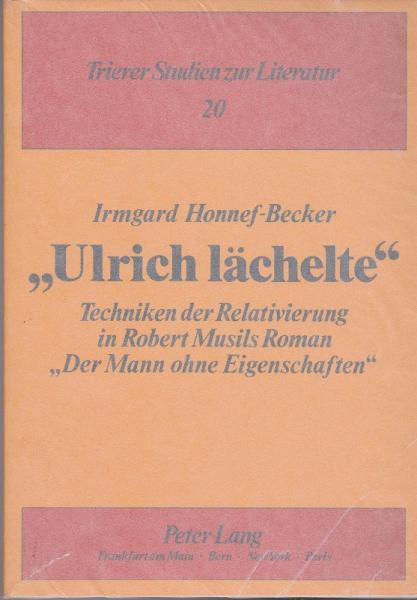 Trierer Studien zur Literatur
20
Irmgard Honnef-Becker
„Ulrich lächelte“
Techniken der Relativierung
in Robert Musils Roman
„Der Mann ohne Eigenschaften“
Peter Lang
Frankfurt am Main · Bern · New York · Paris